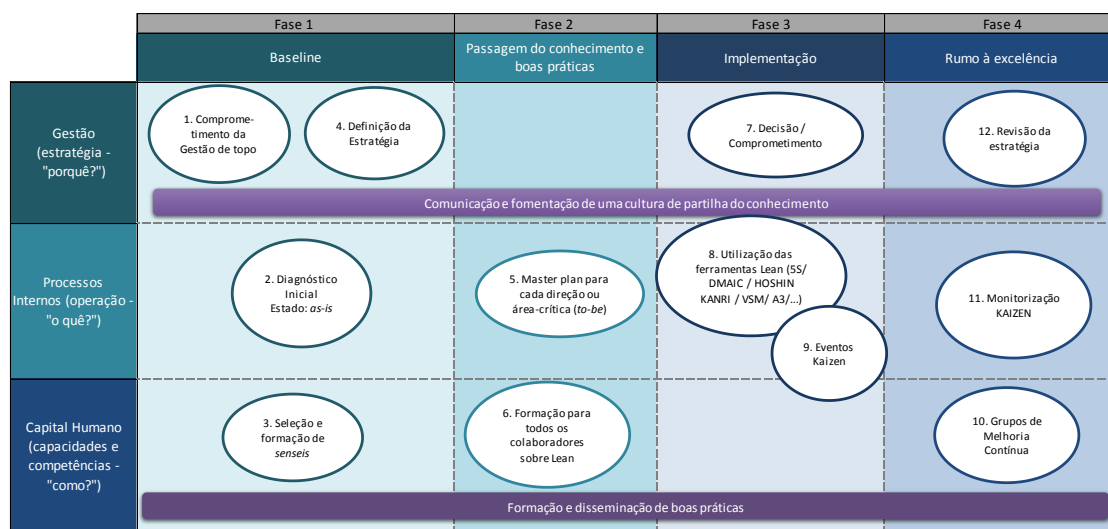 Fase 1
Fase 2
Fase 3
Fase 4
Baseline
Passagem do conhecimento e
boas práticas
Implementação
Rumo à excelência
Gestão
(estratégia -
"porquê?")
1. Comprome-
timento da
Gestão de topo
4. Definição da
Estratégia
7. Decisão /
Comprometimento
12. Revisão da
estratégia
Comunicação e fomentação de uma cultura de partilha do conhecimento
Processos
Internos (operação -
"o quê?")
2. Diagnóstico
Inicial
Estado: as-is
5. Master plan para
cada direção ou
área-crítica (to-be)
8. Utilização das
ferramentas Lean (5S/
DMAIC / HOSHIN
KANRI / VSM/ A3/...)
9. Eventos
Kaizen
11. Monitorização
KAIZEN
Capital Humano
(capacidades e
competências -
"como?")
3. Seleção e
formação de
senseis
6. Formação para
todos os
colaboradores
sobre Lean
10. Grupos de
Melhoria
Contínua
Formação e disseminação de boas práticas